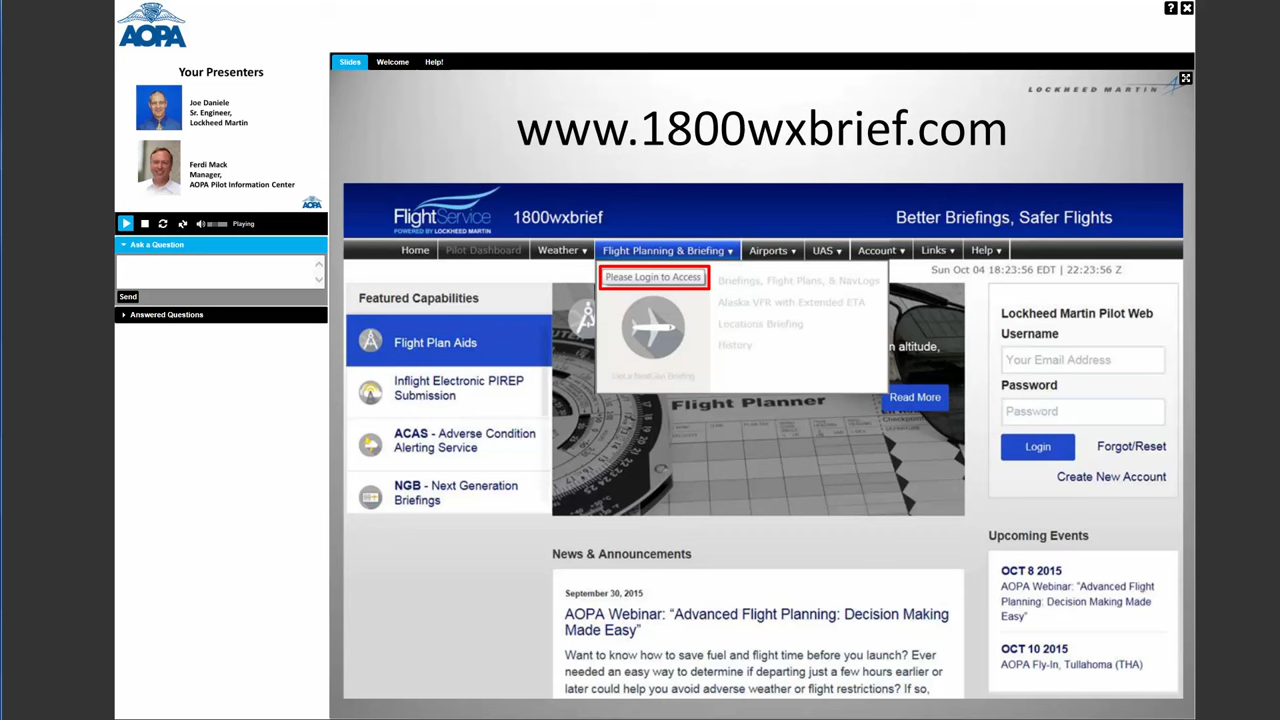 AOPA
Your Presenters
Joe Daniele
Sr. Engineer,
Lockheed Martin
Ferdi Mack
Manager,
AOPA Pilot Information Center
AOPA
Playing
Ask a Question
Send
Answered Questions
? 
Slides Welcome Help!
LOCKHEED MARTIN
www.1800wxbrief.com
FlightService
POWERED BY LOCKHEED MARTIN
1800wxbrief
Better Briefings, Safer Flights
Home Pilot Dashboard Weather Flight Planning & Briefing Airports UAS Account Links Help
Sun Oct 04 18:23:56 EDT | 22:23:56 Z
Please Login to Access
Briefings, Flight Plans, & NavLogs
Alaska VFR with Extended ETA
Locations Briefing
History
Get a NextGen Briefing
Featured Capabilities
Flight Plan Aids
Inflight Electronic PIREP
Submission
ACAS - Adverse Condition
Alerting Service
NGB - Next Generation
Briefings
altitude,
Read More
Flight Planner
Lockheed Martin Pilot Web
Username
Your Email Address
Password
Password
Login Forgot/Reset
Create New Account
News & Announcements
September 30, 2015
AOPA Webinar: “Advanced Flight Planning: Decision Making
Made Easy”
Want to know how to save fuel and flight time before you launch? Ever
needed an easy way to determine if departing just a few hours earlier or
later could help you avoid adverse weather or flight restrictions? If so,
Upcoming Events
OCT 8 2015
AOPA Webinar: “Advanced Flight
Planning: Decision Making Made
Easy”
OCT 10 2015
AOPA Fly-In, Tullahoma (THA)